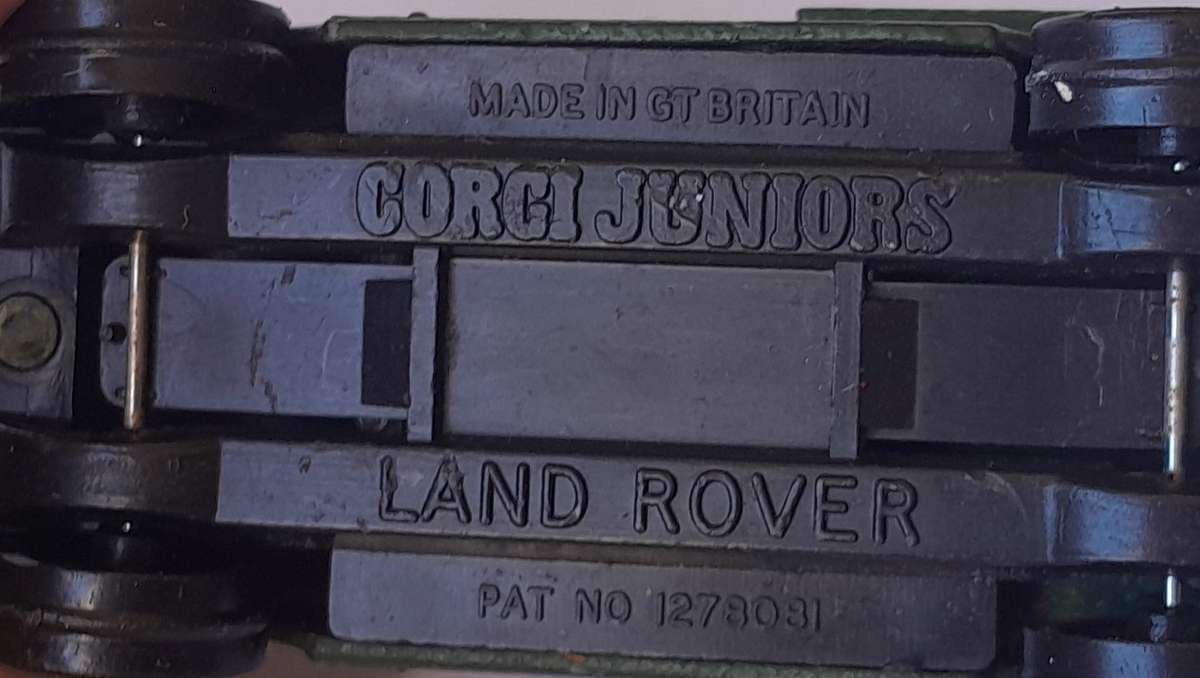 MADE IN GT BRITAIN
CORGI JUNIORS
LAND ROVER
PAT NO 1278081